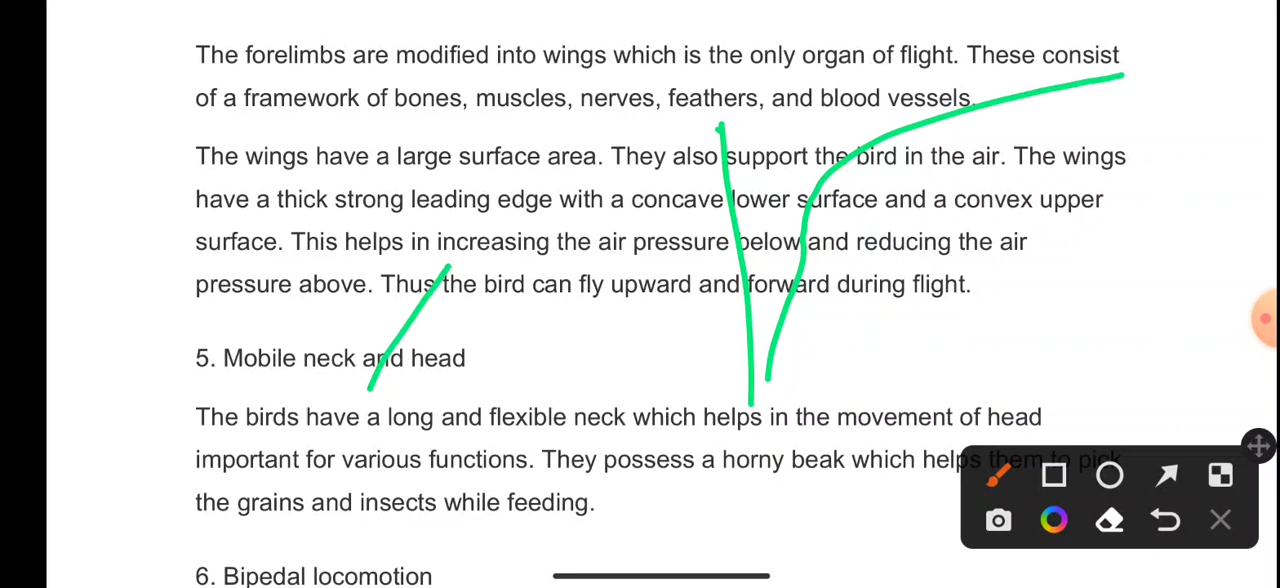 The forelimbs are modified into wings which is the only organ of flight. These consist
of a framework of bones, muscles, nerves, feathers, and blood vessels.
The wings have a large surface area. They also support the bird in the air. The wings
have a thick strong leading edge with a concave lower surface and a convex upper
surface. This helps in increasing the air pressure below and reducing the air
pressure above. Thus the bird can fly upward and forward during flight.
5. Mobile neck and head
The birds have a long and flexible neck which helps in the movement of head
important for various functions. They possess a horny beak which helps them to pick
the grains and insects while feeding.
6. Bipedal locomotion